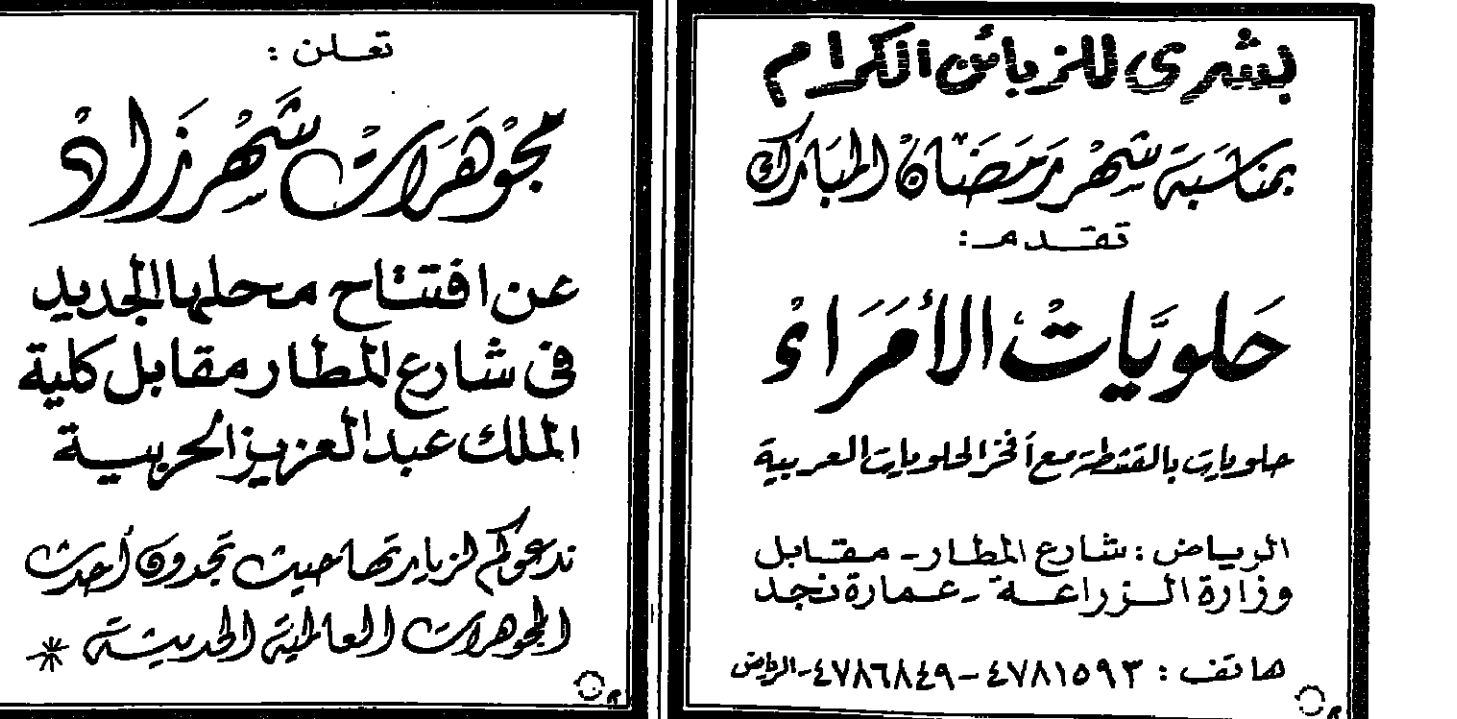 بشرى للزبائن الكرام
بمناسبة شهر رمضان المبارك
تقدم :
حلويات الأمراء
حلويات بالقشطة مع أفخر الحلويات العربية
الرياض : شارع المطار - مقابل
وزارة الزراعة - عمارة نجد
هاتف : ٤٧٨١٥٩٣ - ٤٧٨٦٨٤٩ - الرياض
تعلن :
مجوهرات شهرزاد
عن افتتاح محلها الجديد
فى شارع المطار مقابل كلية
الملك عبد العزيز الحربية
ندعوكم لزيارتها حيث تجدون أحدث
المجوهرات العالمية الحديثة